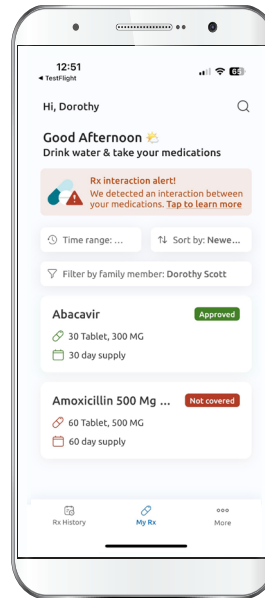 12:51
◀ TestFlight
Hi, Dorothy
Good Afternoon
Drink water & take your medications
Rx interaction alert!
We detected an interaction between
your medications. Tap to learn more
Time range: ...
Sort by: Newe...
Filter by family member: Dorothy Scott
Abacavir
Approved
30 Tablet, 300 MG
30 day supply
Amoxicillin 500 Mg ...
Not covered
60 Tablet, 500 MG
60 day supply
Rx History
My Rx
More